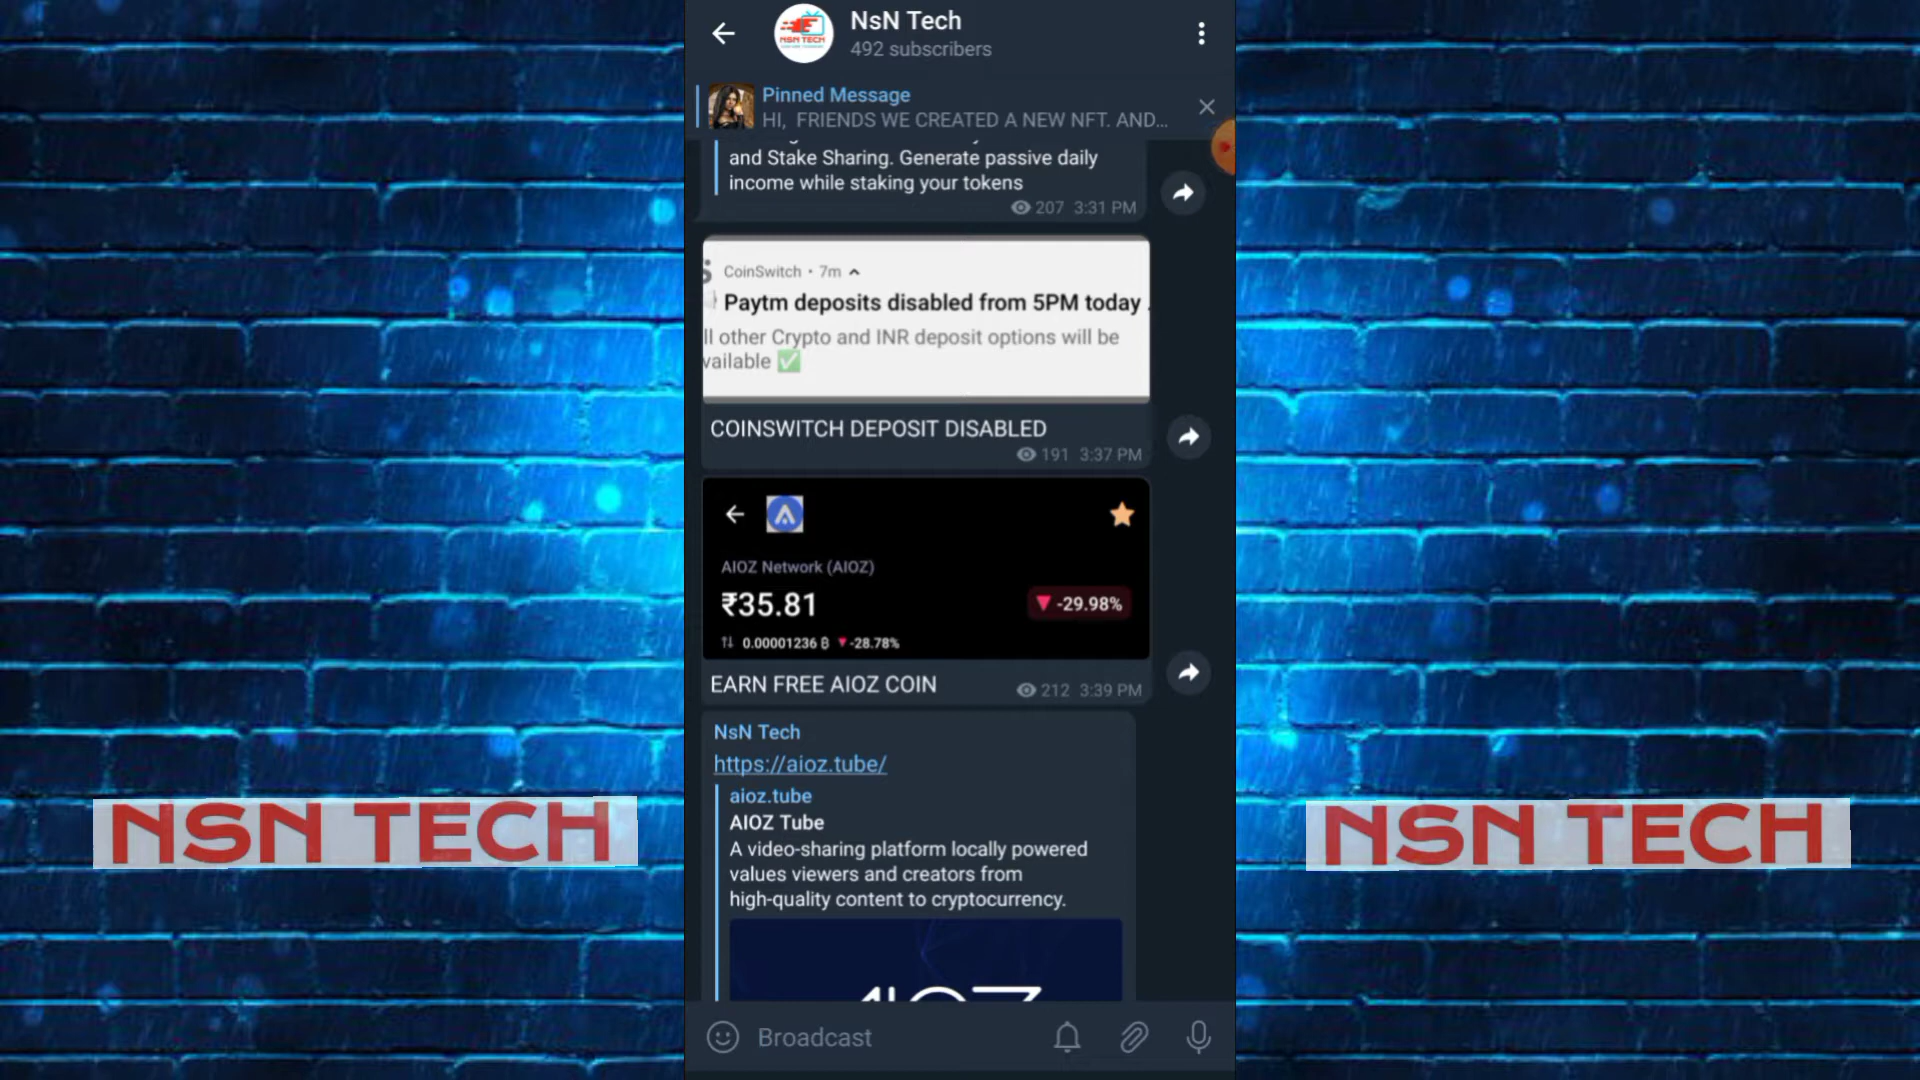 NsN Tech
492 subscribers
NSN TECH
Pinned Message
HI, FRIENDS WE CREATED A NEW NFT. AND...
and Stake Sharing. Generate passive daily
income while staking your tokens
207 3:31 PM
CoinSwitch • 7m
Paytm deposits disabled from 5PM today .
ll other Crypto and INR deposit options will be
vailable ✅
COINSWITCH DEPOSIT DISABLED
191 3:37 PM
AIOZ Network (AIOZ)
₹35.81
▼ -29.98%
0.00001236 ₿ ▼-28.78%
EARN FREE AIOZ COIN
212 3:39 PM
NsN Tech
https://aioz.tube/
aioz.tube
AIOZ Tube
A video-sharing platform locally powered
values viewers and creators from
high-quality content to cryptocurrency.
AIOZ
Broadcast
NSN TECH
NSN TECH